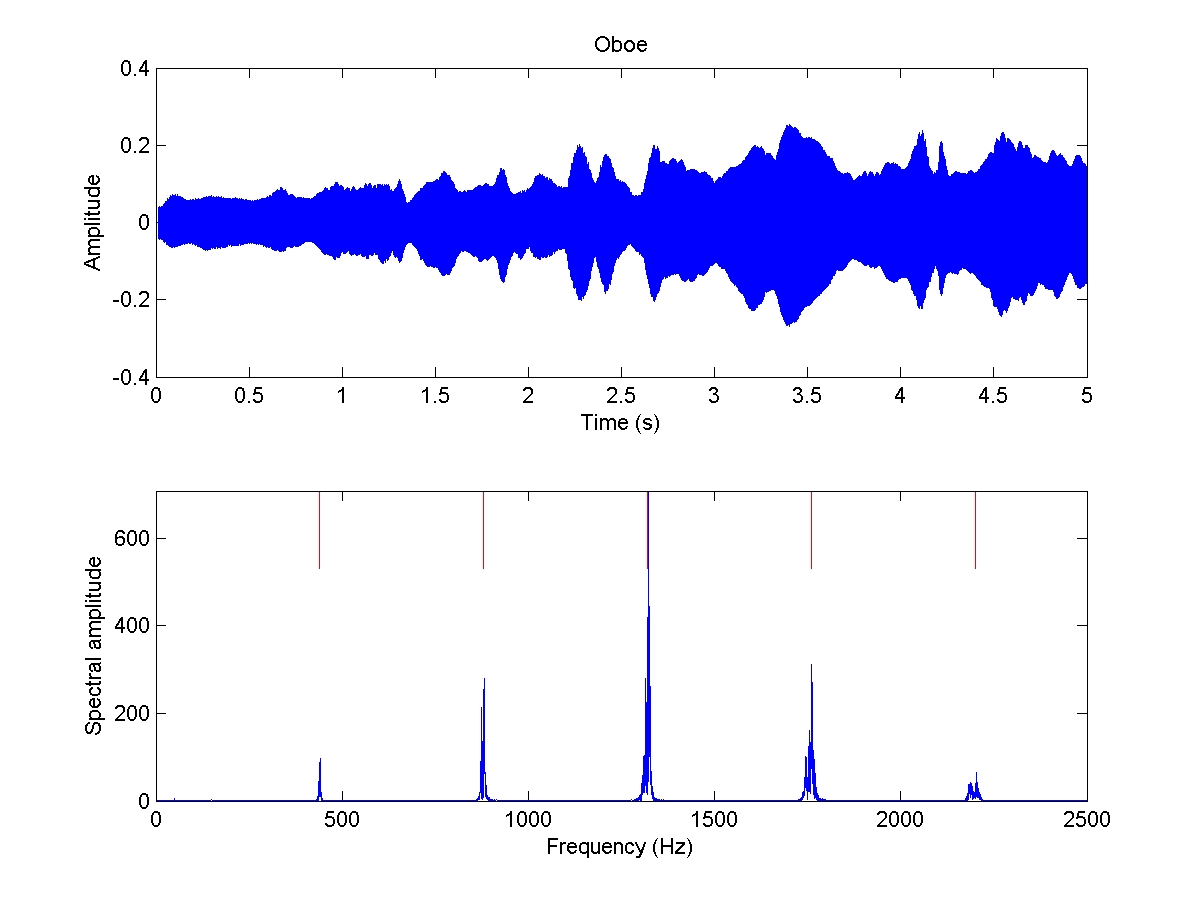 Oboe
0.4
0.2
0
-0.2
-0.4
Amplitude
0 0.5 1 1.5 2 2.5 3 3.5 4 4.5 5
Time (s)
600
400
200
0
Spectral amplitude
0 500 1000 1500 2000 2500
Frequency (Hz)